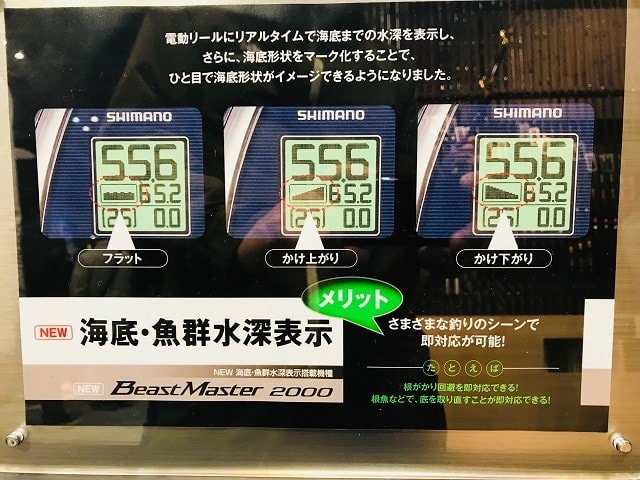 電動リールにリアルタイムで海底までの水深を表示し、
さらに、海底形状をマーク化することで、
ひと目で海底形状がイメージできるようになりました。
SHIMANO
55.6
65.2
(25) 0.0
フラット
SHIMANO
55.6
65.2
(25) 0.0
かけ上がり
SHIMANO
55.6
65.2
(25) 0.0
かけ下がり
メリット
NEW 海底・魚群水深表示
さまざまな釣りのシーンで
即対応が可能!
NEW 海底・魚群水深表示搭載機種
NEW BeastMaster 2000
たとえば
根がかり回避を即対応できる!
根魚などで、底を取り直すことが即対応できる!